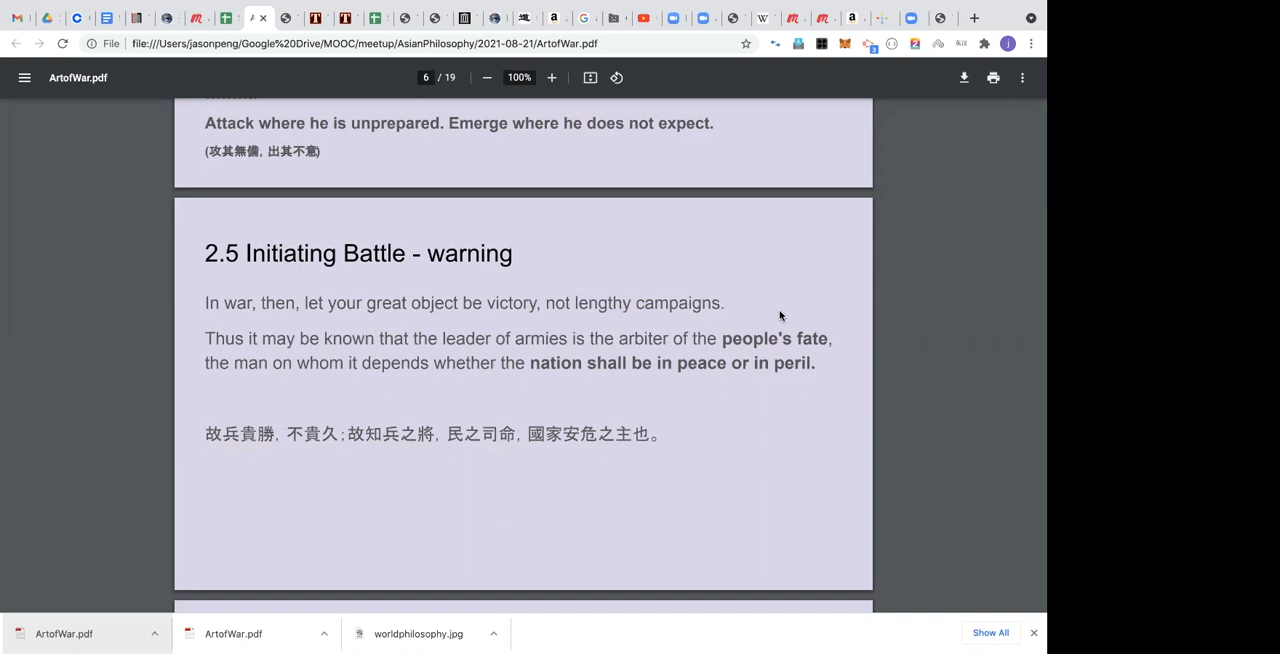 File
file:///Users/jasonpeng/Google%20Drive/MOOC/meetup/AsianPhilosophy/2021-08-21/ArtofWar.pdf
ArtofWar.pdf
6 / 19
100%
Attack where he is unprepared. Emerge where he does not expect.
(攻其無備, 出其不意)
2.5 Initiating Battle - warning
In war, then, let your great object be victory, not lengthy campaigns.
Thus it may be known that the leader of armies is the arbiter of the people's fate,
the man on whom it depends whether the nation shall be in peace or in peril.
故兵貴勝, 不貴久;故知兵之將, 民之司命, 國家安危之主也。
ArtofWar.pdf
ArtofWar.pdf
worldphilosophy.jpg
Show All